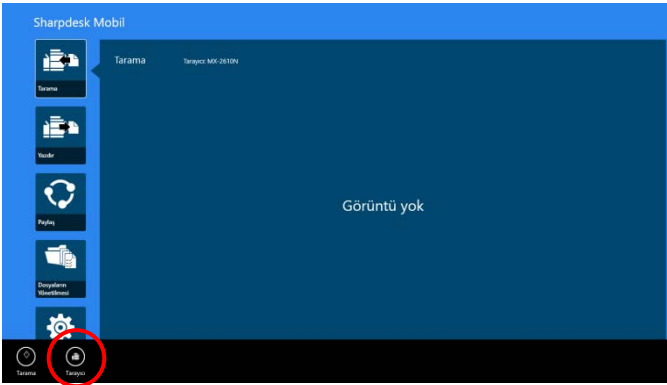 Sharpdesk Mobil
Tarama
Tarayıcı: MX-2610N
Tarama
Yazdır
Görüntü yok
Paylaş
Dosyaların
Yönetilmesi
Tarama
Tarayıcı